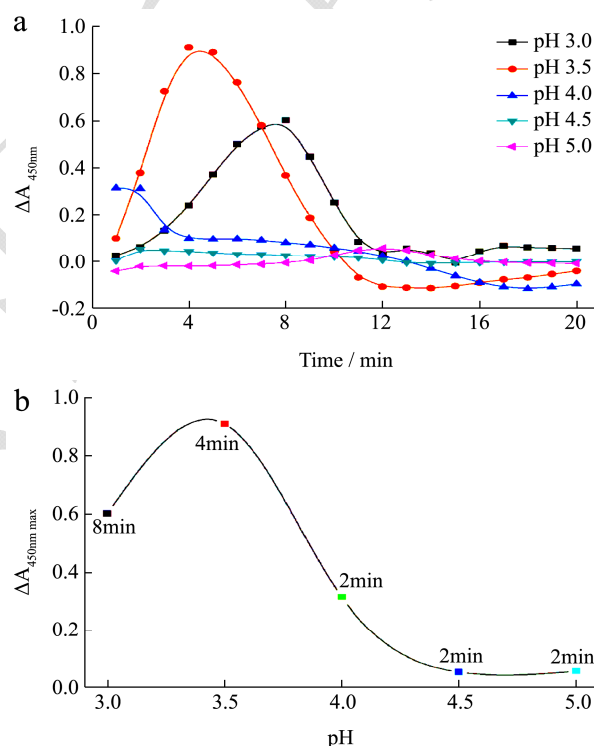 a
1.0
0.8
0.6
0.4
0.2
0.0
-0.2
ΔA 450nm
0 4 8 12 16 20
Time / min
pH 3.0
pH 3.5
pH 4.0
pH 4.5
pH 5.0
b
1.0
0.8
0.6
0.4
0.2
0.0
ΔA450nm max
8min
4min
2min
2min
2min
3.0 3.5 4.0 4.5 5.0
pH